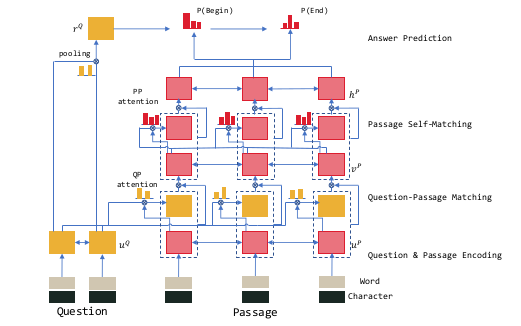 P(Begin)
P(End)
r^Q
Answer Prediction
pooling
PP
attention
h^P
Passage Self-Matching
v^P
QP
attention
Question-Passage Matching
u^Q
u^P
Question & Passage Encoding
Word
Character
Question
Passage